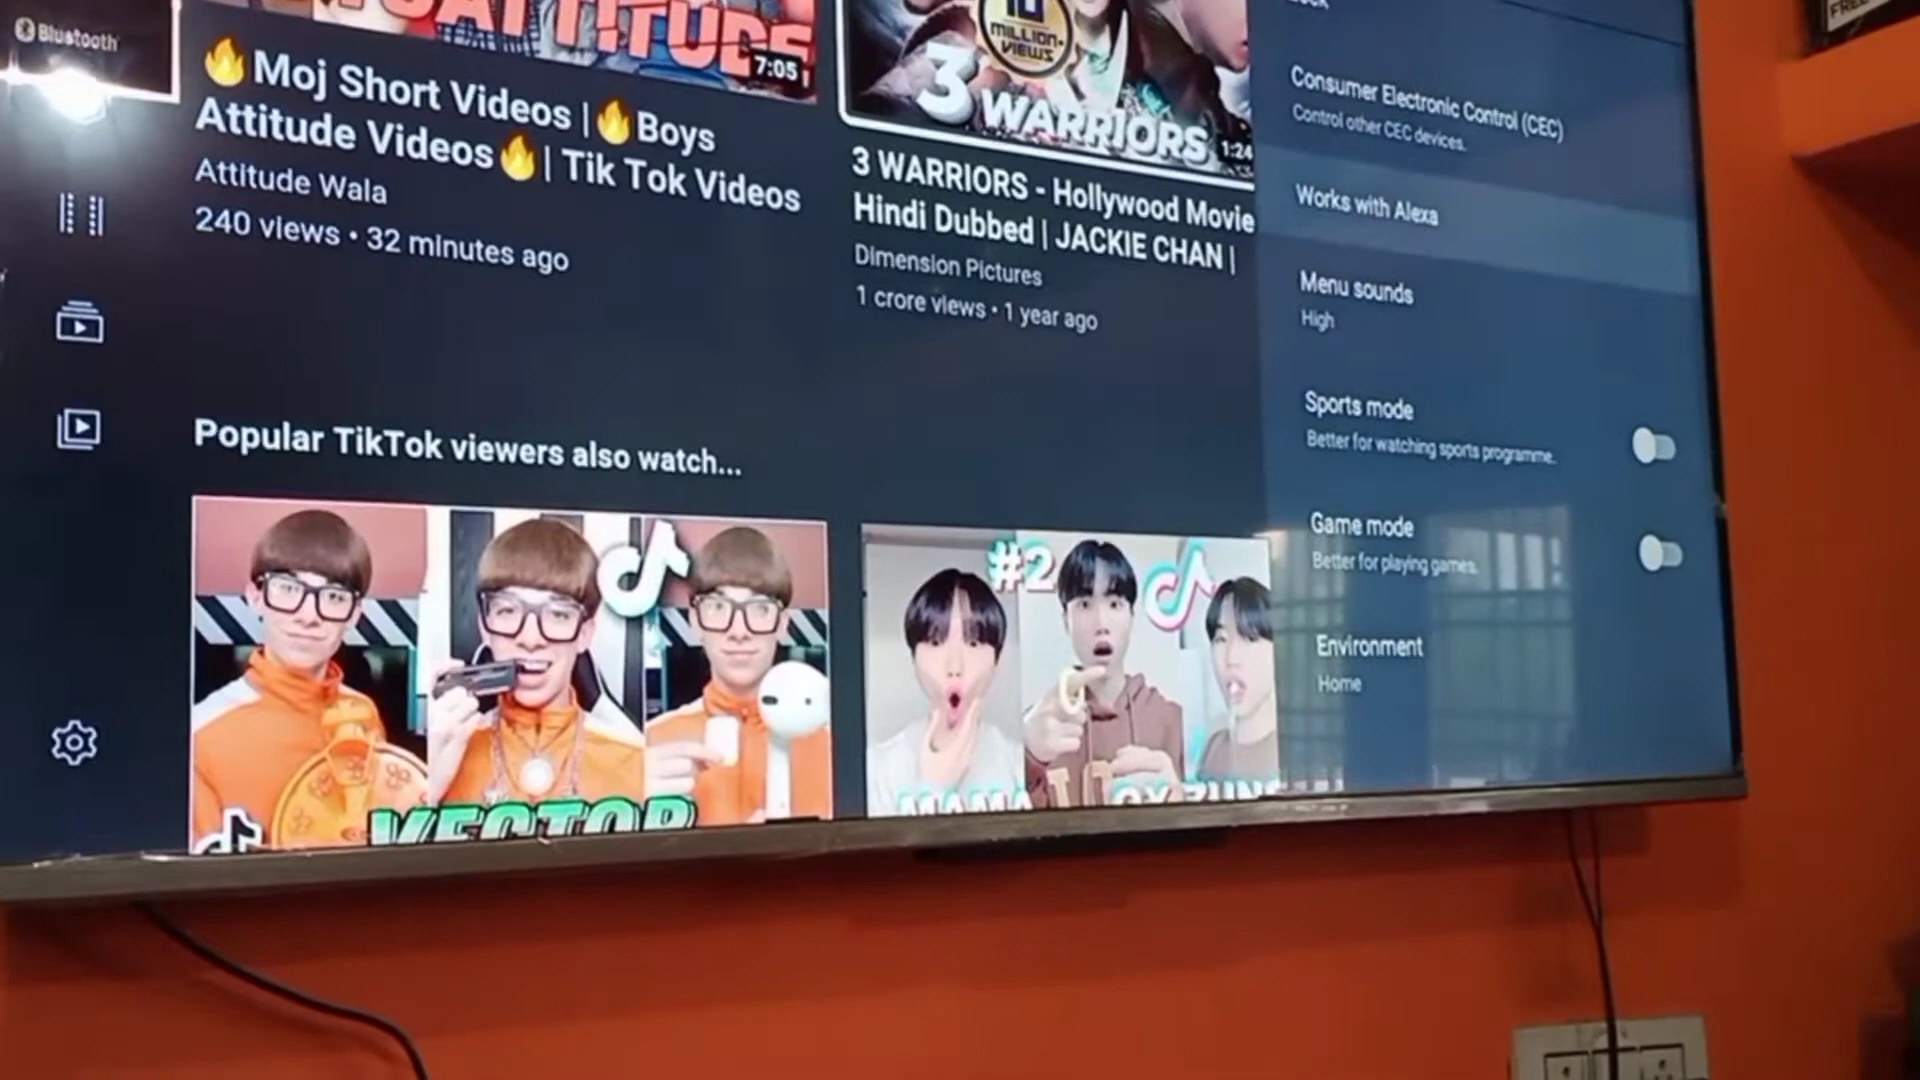 Bluetooth
ATTITUDE
7:05
🔥Moj Short Videos |🔥Boys
Attitude Videos🔥| Tik Tok Videos
Attitude Wala
240 views • 32 minutes ago
10
MILLION+
VIEWS
3 WARRIORS
1:24
3 WARRIORS - Hollywood Movie
Hindi Dubbed | JACKIE CHAN |
Dimension Pictures
1 crore views • 1 year ago
Popular TikTok viewers also watch...
VECTOR
#2
MAMA
Consumer Electronic Control (CEC)
Control other CEC devices.
Works with Alexa
Menu sounds
High
Sports mode
Better for watching sports programme.
Game mode
Better for playing games.
Environment
Home
FREE